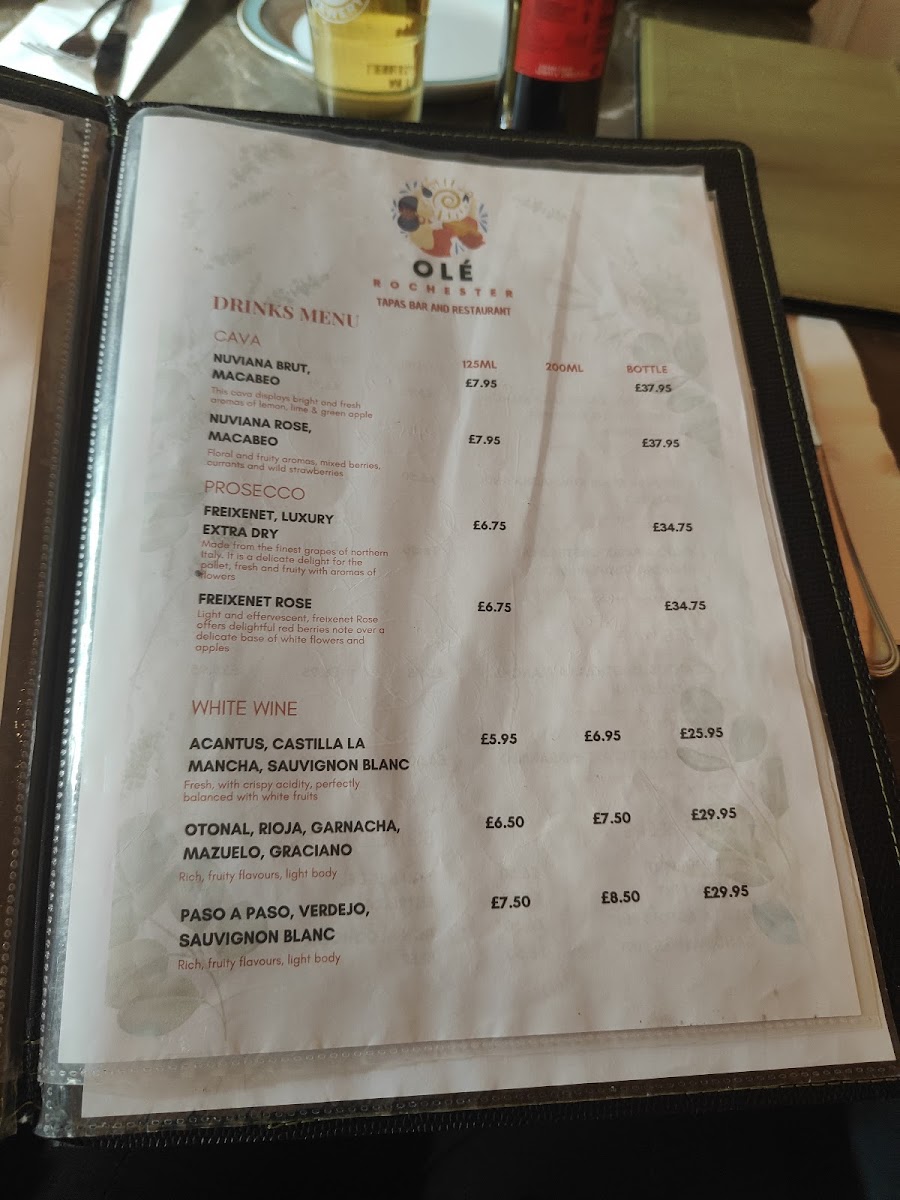 OLÉ
ROCHESTER
TAPAS BAR AND RESTAURANT
DRINKS MENU
CAVA
125ML 200ML BOTTLE
NUVIANA BRUT,
MACABEO
£7.95 £37.95
This cava displays bright and fresh
aromas of lemon, lime & green apple
NUVIANA ROSE,
MACABEO
£7.95 £37.95
Floral and fruity aromas, mixed berries,
currants and wild strawberries
PROSECCO
FREIXENET, LUXURY
EXTRA DRY
£6.75 £34.75
Made from the finest grapes of northern
Italy. It is a delicate delight for the
pallet, fresh and fruity with aromas of
flowers
FREIXENET ROSE £6.75 £34.75
Light and effervescent, freixenet Rose
offers delightful red berries note over a
delicate base of white flowers and
apples
WHITE WINE
ACANTUS, CASTILLA LA £5.95 £6.95 £25.95
MANCHA, SAUVIGNON BLANC
Fresh, with crispy acidity, perfectly
balanced with white fruits
OTONAL, RIOJA, GARNACHA, £6.50 £7.50 £29.95
MAZUELO, GRACIANO
Rich, fruity flavours, light body
PASO A PASO, VERDEJO, £7.50 £8.50 £29.95
SAUVIGNON BLANC
Rich, fruity flavours, light body